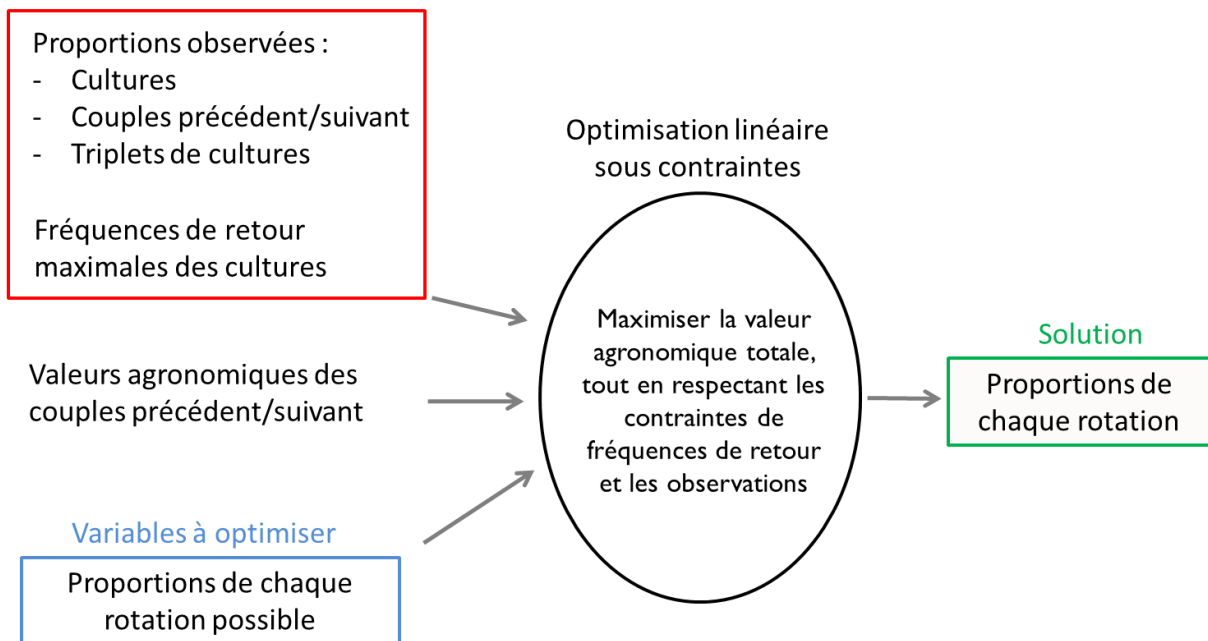 Proportions observées :
- Cultures
- Couples précédent/suivant
- Triplets de cultures
Fréquences de retour
maximales des cultures
Valeurs agronomiques des
couples précédent/suivant
Variables à optimiser
Proportions de chaque
rotation possible
Optimisation linéaire
sous contraintes
Maximiser la valeur
agronomique totale,
tout en respectant les
contraintes de
fréquences de retour
et les observations
Solution
Proportions de
chaque rotation